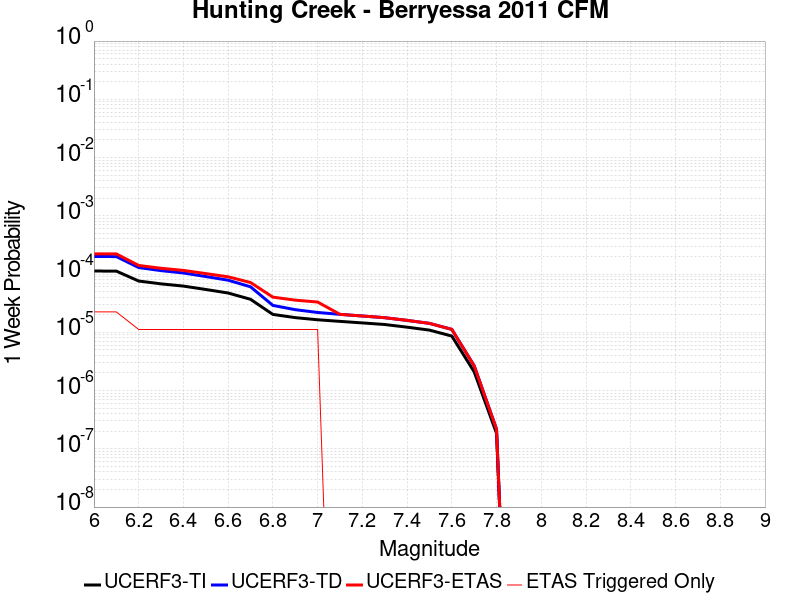 Hunting Creek - Berryessa 2011 CFM
10^0
10^-1
10^-2
10^-3
10^-4
10^-5
10^-6
10^-7
10^-8
1 Week Probability
6 6.2 6.4 6.6 6.8 7 7.2 7.4 7.6 7.8 8 8.2 8.4 8.6 8.8 9
Magnitude
UCERF3-TI UCERF3-TD UCERF3-ETAS ETAS Triggered Only